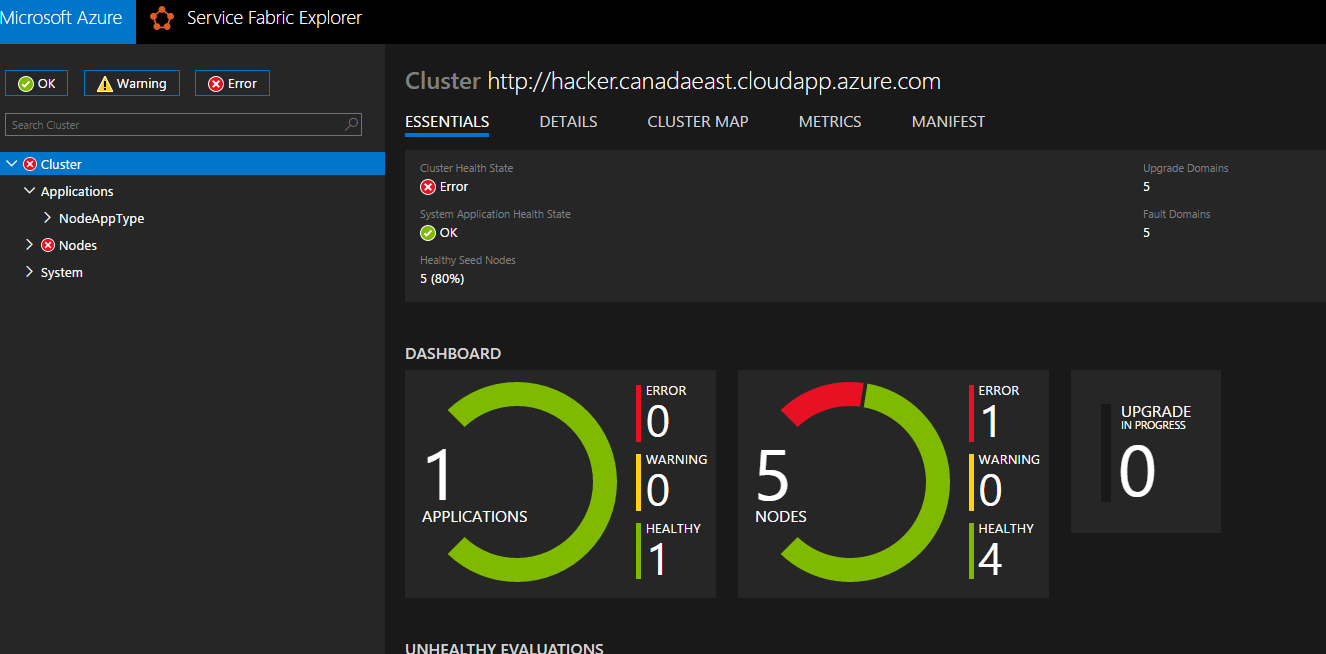 Microsoft Azure
Service Fabric Explorer
OK
Warning
Error
Search Cluster
Cluster
Applications
NodeAppType
Nodes
System
Cluster http://hacker.canadaeast.cloudapp.azure.com
ESSENTIALS
DETAILS
CLUSTER MAP
METRICS
MANIFEST
Cluster Health State
Error
System Application Health State
OK
Healthy Seed Nodes
5 (80%)
Upgrade Domains
5
Fault Domains
5
DASHBOARD
1
APPLICATIONS
ERROR
0
WARNING
0
HEALTHY
1
5
NODES
ERROR
1
WARNING
0
HEALTHY
4
UPGRADE
IN PROGRESS
0
UNHEALTHY EVALUATIONS